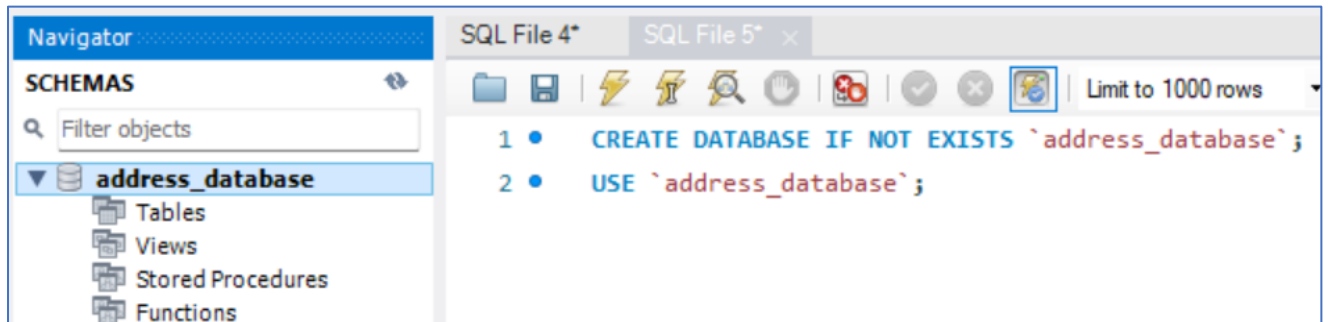 Navigator
SCHEMAS
Filter objects
address_database
Tables
Views
Stored Procedures
Functions
SQL File 4*
SQL File 5*
Limit to 1000 rows
1 CREATE DATABASE IF NOT EXISTS `address_database`;
2 USE `address_database`;